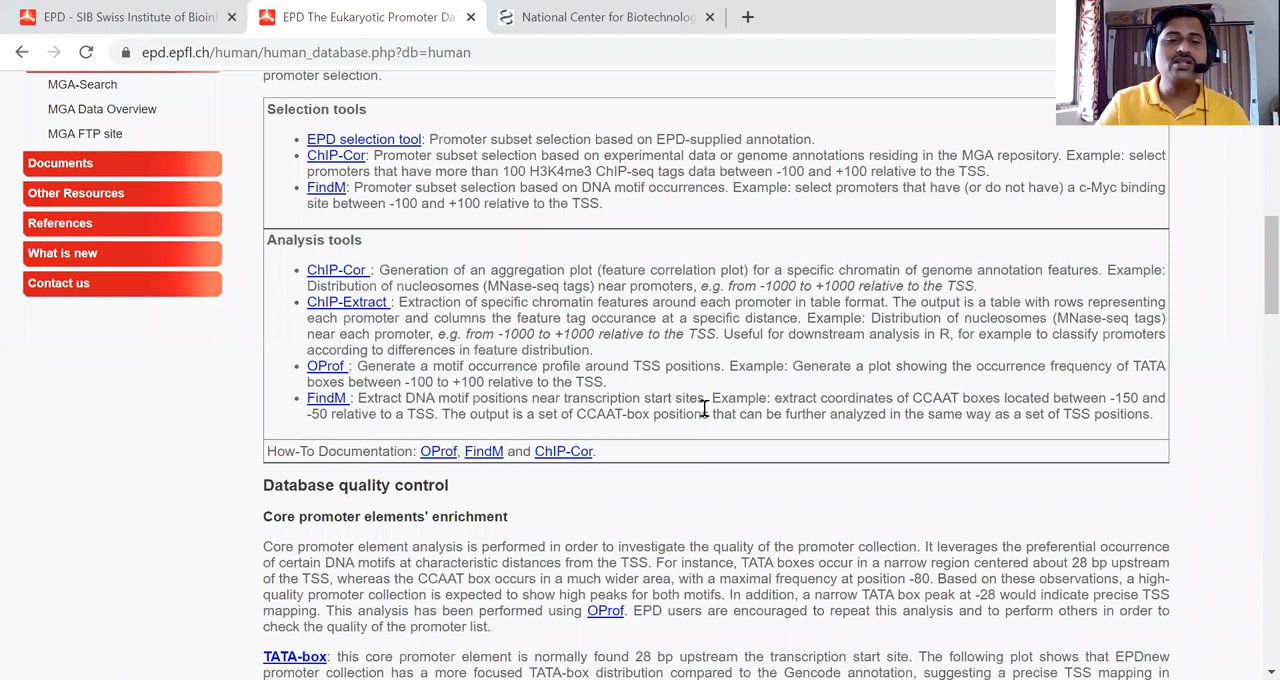 EPD - SIB Swiss Institute of Bioinf
EPD The Eukaryotic Promoter Da
National Center for Biotechnolog
epd.epfl.ch/human/human_database.php?db=human
MGA-Search
MGA Data Overview
MGA FTP site
Documents
Other Resources
References
What is new
Contact us
promoter selection.
Selection tools
EPD selection tool: Promoter subset selection based on EPD-supplied annotation.
ChIP-Cor: Promoter subset selection based on experimental data or genome annotations residing in the MGA repository. Example: select
promoters that have more than 100 H3K4me3 ChIP-seq tags data between -100 and +100 relative to the TSS.
FindM: Promoter subset selection based on DNA motif occurrences. Example: select promoters that have (or do not have) a c-Myc binding
site between -100 and +100 relative to the TSS.
Analysis tools
ChIP-Cor : Generation of an aggregation plot (feature correlation plot) for a specific chromatin of genome annotation features. Example:
Distribution of nucleosomes (MNase-seq tags) near promoters, e.g. from -1000 to +1000 relative to the TSS.
ChIP-Extract : Extraction of specific chromatin features around each promoter in table format. The output is a table with rows representing
each promoter and columns the feature tag occurance at a specific distance. Example: Distribution of nucleosomes (MNase-seq tags)
near each promoter, e.g. from -1000 to +1000 relative to the TSS. Useful for downstream analysis in R, for example to classify promoters
according to differences in feature distribution.
OProf : Generate a motif occurrence profile around TSS positions. Example: Generate a plot showing the occurrence frequency of TATA
boxes between -100 to +100 relative to the TSS.
FindM : Extract DNA motif positions near transcription start sites. Example: extract coordinates of CCAAT boxes located between -150 and
-50 relative to a TSS. The output is a set of CCAAT-box positions that can be further analyzed in the same way as a set of TSS positions.
How-To Documentation: OProf, FindM and ChIP-Cor.
Database quality control
Core promoter elements' enrichment
Core promoter element analysis is performed in order to investigate the quality of the promoter collection. It leverages the preferential occurrence
of certain DNA motifs at characteristic distances from the TSS. For instance, TATA boxes occur in a narrow region centered about 28 bp upstream
of the TSS, whereas the CCAAT box occurs in a much wider area, with a maximal frequency at position -80. Based on these observations, a high-
quality promoter collection is expected to show high peaks for both motifs. In addition, a narrow TATA box peak at -28 would indicate precise TSS
mapping. This analysis has been performed using OProf. EPD users are encouraged to repeat this analysis and to perform others in order to
check the quality of the promoter list.
TATA-box: this core promoter element is normally found 28 bp upstream the transcription start site. The following plot shows that EPDnew
promoter collection has a more focused TATA-box distribution compared to the Gencode annotation, suggesting a precise TSS mapping in